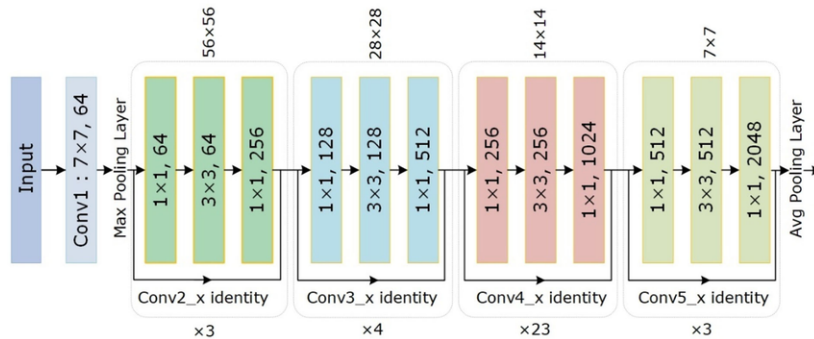 56×56
28×28
14×14
7×7
Input
Conv1 : 7×7, 64
Max Pooling Layer
1×1, 64
3×3, 64
1×1, 256
1×1, 128
3×3, 128
1×1, 512
1×1, 256
3×3, 256
1×1, 1024
1×1, 512
3×3, 512
1×1, 2048
Avg Pooling Layer
Conv2_x identity
Conv3_x identity
Conv4_x identity
Conv5_x identity
×3
×4
×23
×3